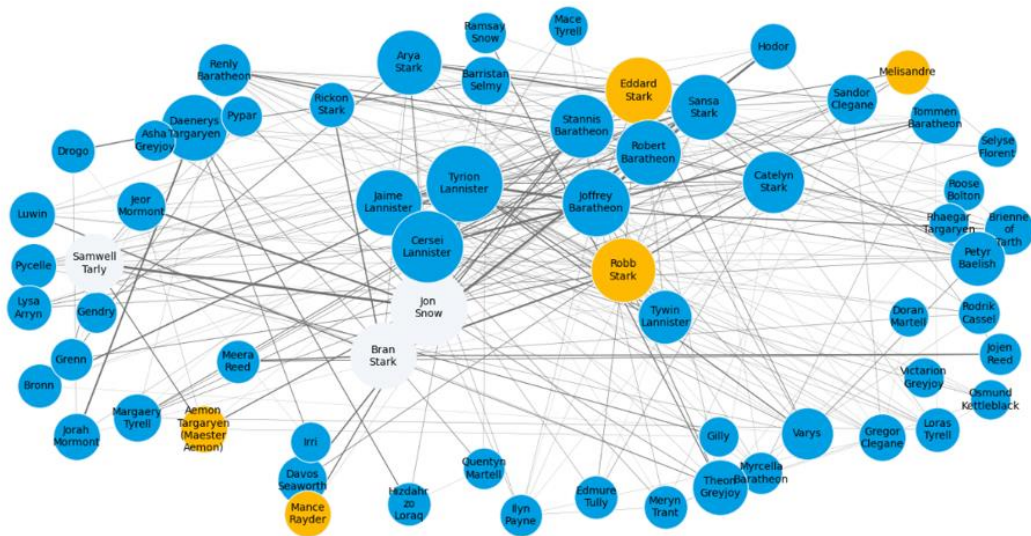 Ramsay
Snow
Mace
Tyrell
Renly
Baratheon
Arya
Stark
Hodor
Barristan
Selmy
Eddard
Stark
Melisandre
Rickon
Stark
Sansa
Stark
Sandor
Clegane
Daenerys
Targaryen
Pypar
Asha
Greyjoy
Stannis
Baratheon
Tommen
Baratheon
Drogo
Robert
Baratheon
Selyse
Florent
Tyrion
Lannister
Catelyn
Stark
Roose
Bolton
Jeor
Mormont
Jaime
Lannister
Joffrey
Baratheon
Luwin
Rhaegar
Targaryen
Brienne
of
Tarth
Cersei
Lannister
Samwell
Tarly
Pycelle
Petyr
Baelish
Robb
Stark
Jon
Snow
Lysa
Arryn
Gendry
Tywin
Lannister
Doran
Martell
Rodrik
Cassel
Bran
Stark
Grenn
Meera
Reed
Jojen
Reed
Bronn
Victarion
Greyjoy
Osmund
Kettleblack
Margaery
Tyrell
Aemon
Targaryen
(Maester
Aemon)
Jorah
Mormont
Irri
Gilly
Varys
Gregor
Clegane
Loras
Tyrell
Davos
Seaworth
Quentyn
Martell
Myrcella
Baratheon
Theon
Greyjoy
Mance
Rayder
Hizdahr
zo
Loraq
Edmure
Tully
Meryn
Trant
Ilyn
Payne